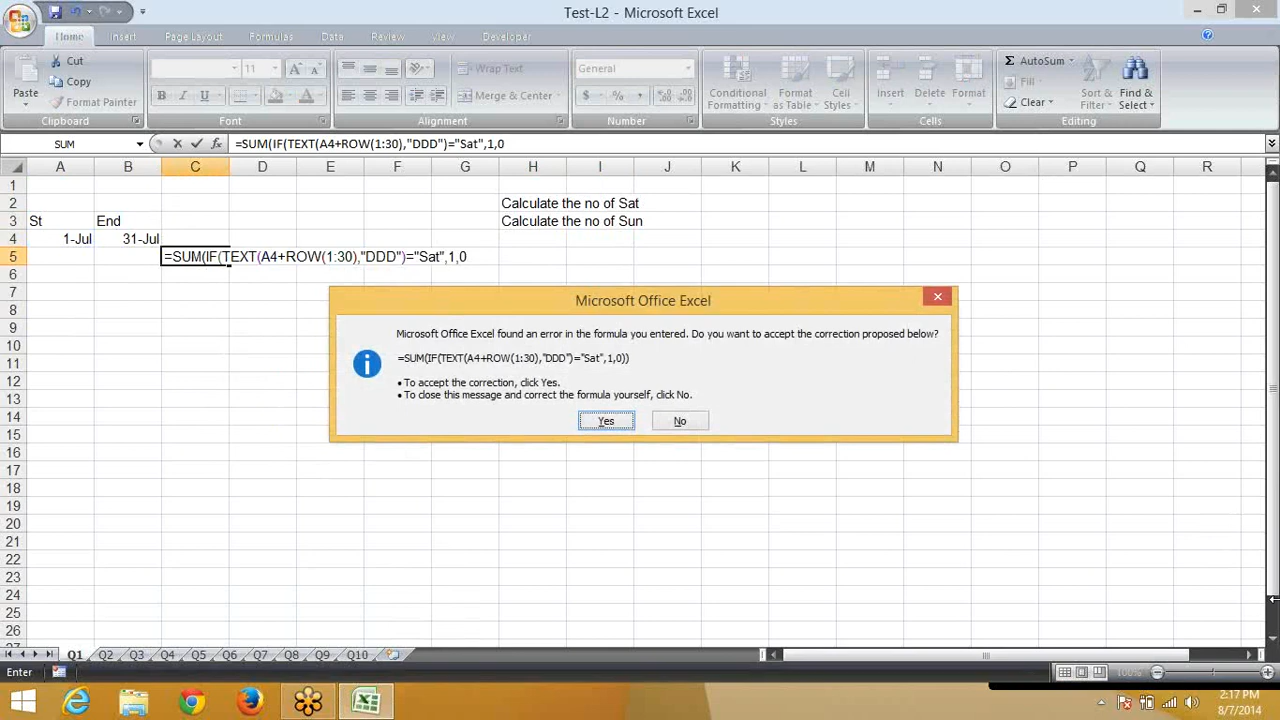 Test-L2 - Microsoft Excel
Home Insert Page Layout Formulas Data Review View Developer
Paste Cut Copy Format Painter
Clipboard
11
Font
Wrap Text
Merge & Center
Alignment
General
$ % ,
Number
Conditional Formatting Format as Table Cell Styles
Styles
Insert Delete Format
Cells
Σ AutoSum
Fill
Clear
Sort & Filter Find & Select
Editing
SUM fx =SUM(IF(TEXT(A4+ROW(1:30),"DDD")="Sat",1,0
A B C D E F G H I J K L M N O P Q R
1
2 Calculate the no of Sat
3 St End Calculate the no of Sun
4 1-Jul 31-Jul
5 =SUM(IF(TEXT(A4+ROW(1:30),"DDD")="Sat",1,0
6
7
8
9
10
11
12
13
14
15
16
17
18
19
20
21
22
23
24
25
26
27
Microsoft Office Excel
Microsoft Office Excel found an error in the formula you entered. Do you want to accept the correction proposed below?
=SUM(IF(TEXT(A4+ROW(1:30),"DDD")="Sat",1,0))
• To accept the correction, click Yes.
• To close this message and correct the formula yourself, click No.
Yes No
Q1 Q2 Q3 Q4 Q5 Q6 Q7 Q8 Q9 Q10
Enter 100%
2:17 PM
8/7/2014